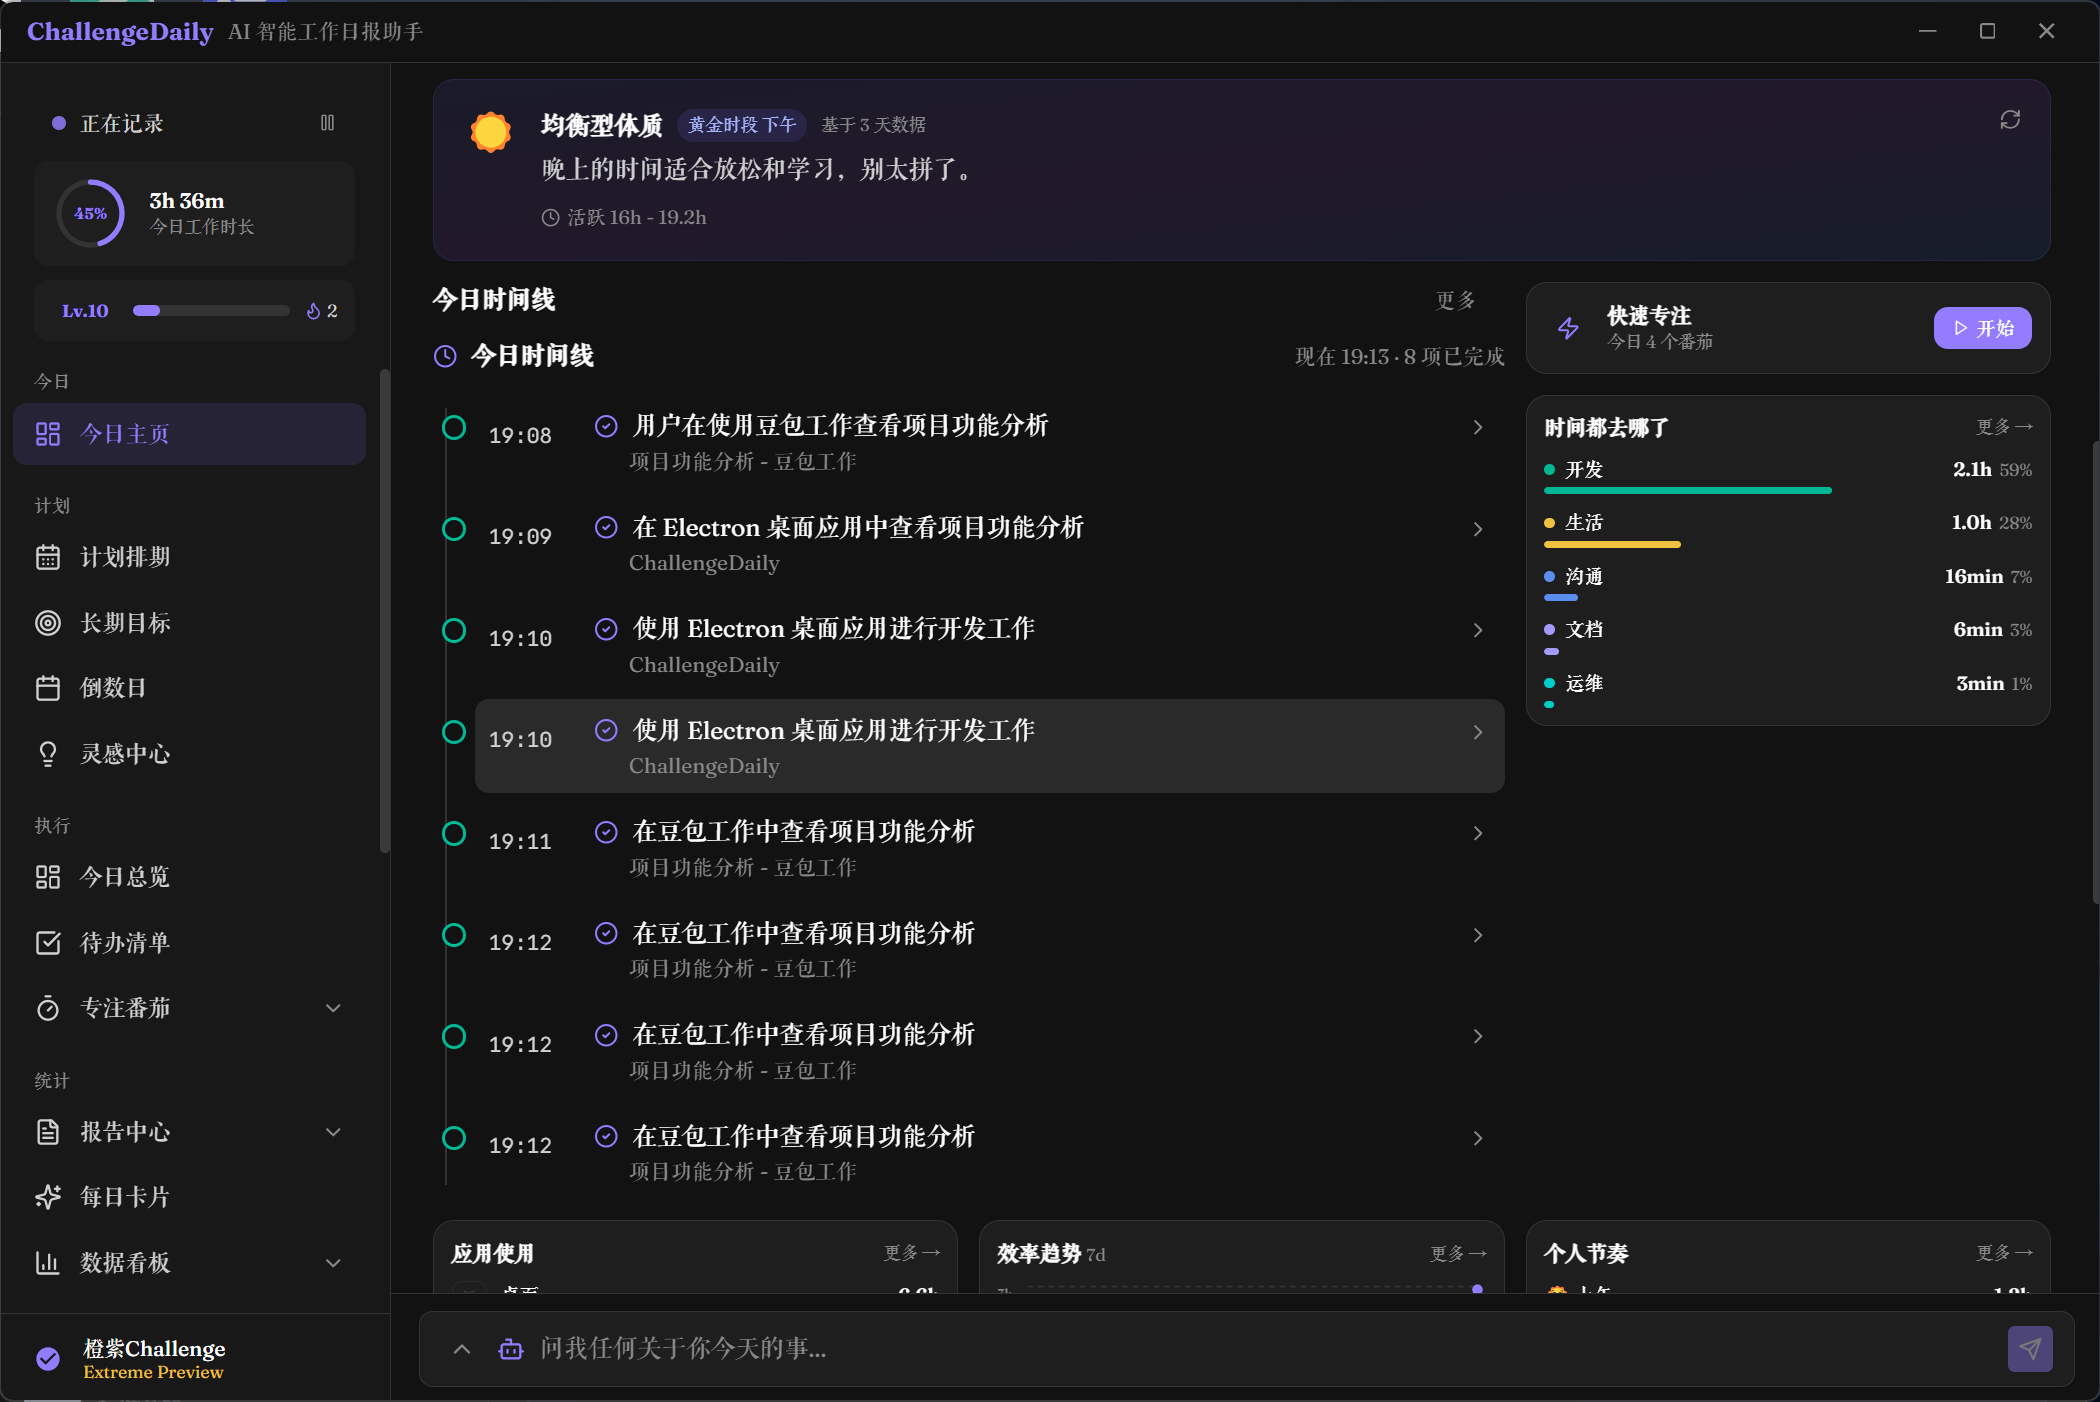 ChallengeDaily AI 智能工作日报助手
正在记录
45%
3h 36m
今日工作时长
Lv.10
2
今日
今日主页
计划
计划排期
长期目标
倒数日
灵感中心
执行
今日总览
待办清单
专注番茄
统计
报告中心
每日卡片
数据看板
橙紫Challenge
Extreme Preview
均衡型体质 黄金时段 下午 基于 3 天数据
晚上的时间适合放松和学习，别太拼了。
活跃 16h - 19.2h
今日时间线 更多
今日时间线 现在 19:13 · 8 项已完成
19:08 用户在使用豆包工作查看项目功能分析
项目功能分析 - 豆包工作
19:09 在 Electron 桌面应用中查看项目功能分析
ChallengeDaily
19:10 使用 Electron 桌面应用进行开发工作
ChallengeDaily
19:10 使用 Electron 桌面应用进行开发工作
ChallengeDaily
19:11 在豆包工作中查看项目功能分析
项目功能分析 - 豆包工作
19:12 在豆包工作中查看项目功能分析
项目功能分析 - 豆包工作
19:12 在豆包工作中查看项目功能分析
项目功能分析 - 豆包工作
19:12 在豆包工作中查看项目功能分析
项目功能分析 - 豆包工作
快速专注
今日 4 个番茄
开始
时间都去哪了 更多 →
开发 2.1h 59%
生活 1.0h 28%
沟通 16min 7%
文档 6min 3%
运维 3min 1%
应用使用 更多 →
效率趋势 7d 更多 →
个人节奏 更多 →
问我任何关于你今天的事...